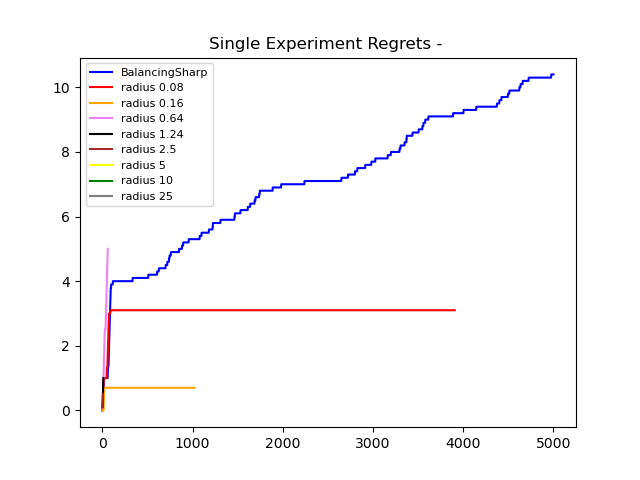 Single Experiment Regrets -
BalancingSharp
radius 0.08
radius 0.16
radius 0.64
radius 1.24
radius 2.5
radius 5
radius 10
radius 25
10
8
6
4
2
0
0 1000 2000 3000 4000 5000